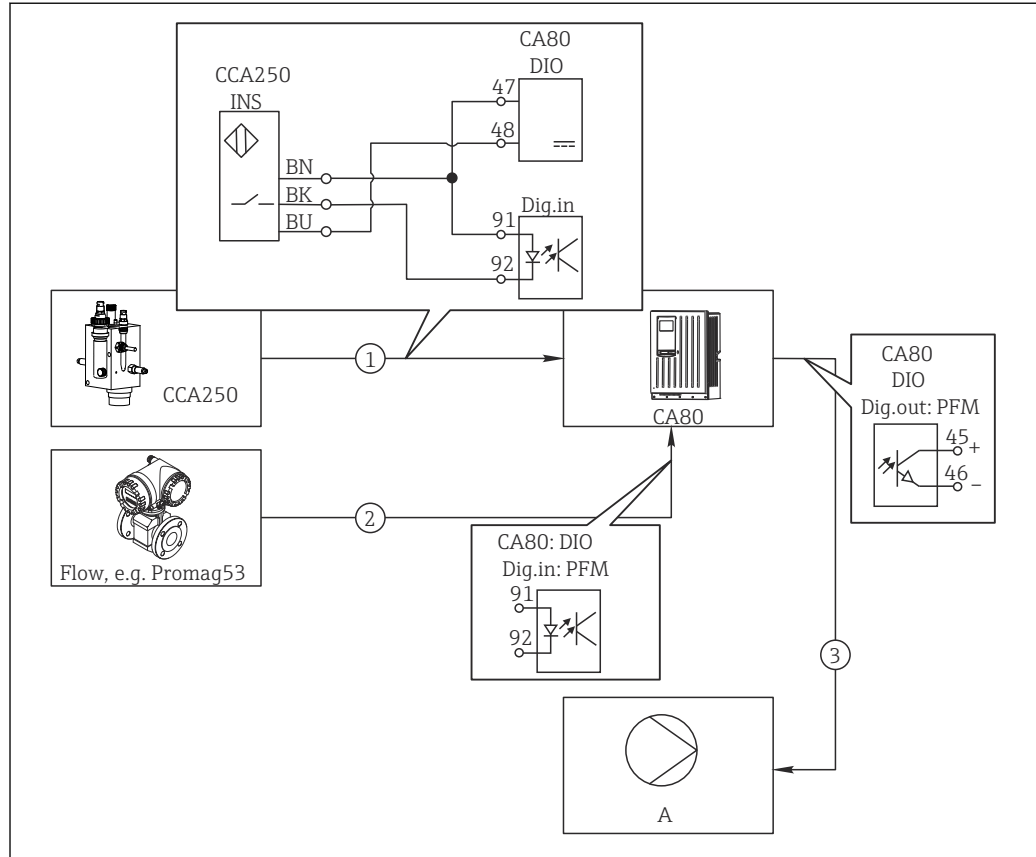 CA80
DIO
CCA250
INS
47
48
BN
BK
BU
Dig.in
91
92
CCA250
1
CA80
CA80
DIO
Dig.out: PFM
45
+
46
–
Flow, e.g. Promag53
2
CA80: DIO
Dig.in: PFM
91
92
3
A